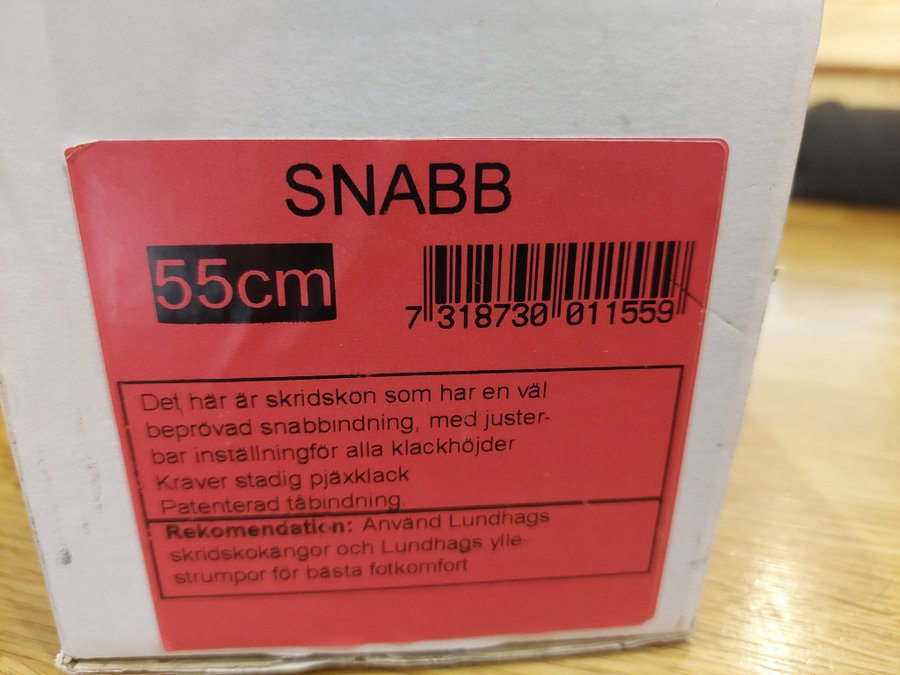 SNABB
55cm
7 318730 011559
Det här är skridskon som har en väl
beprövad snabbindning, med juster-
bar inställningför alla klackhöjder
Kräver stadig pjäxklack
Patenterad tåbindning
Rekomendation: Använd Lundhags
skridskokängor och Lundhags ylle-
strumpor för bästa fotkomfort